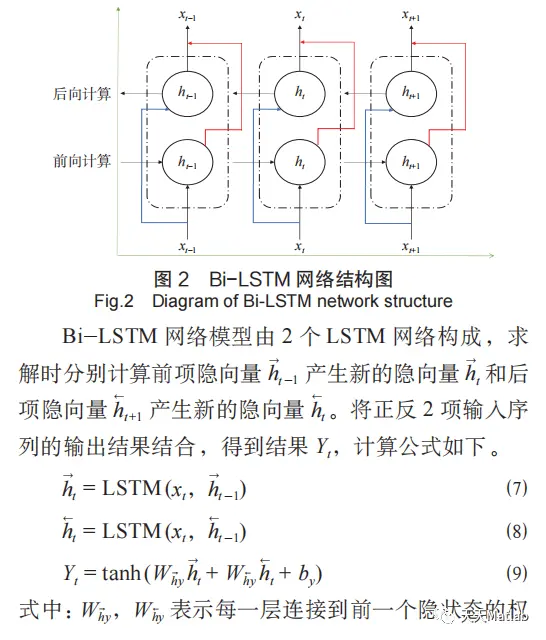 x_{t-1} x_t x_{t+1}
后向计算 h_{t-1} h_t h_{t+1}
前向计算 h_{t-1} h_t h_{t+1}
x_{t-1} x_t x_{t+1}
图 2 Bi-LSTM 网络结构图
Fig.2 Diagram of Bi-LSTM network structure
Bi-LSTM 网络模型由 2 个 LSTM 网络构成，求
解时分别计算前项隐向量 \vec{h}_{t-1} 产生新的隐向量 \vec{h}_t 和后
项隐向量 \overleftarrow{h}_{t+1} 产生新的隐向量 \overleftarrow{h}_t。将正反 2 项输入序
列的输出结果结合，得到结果 Y_t，计算公式如下。
\vec{h}_t = LSTM(x_t, \vec{h}_{t-1}) (7)
\overleftarrow{h}_t = LSTM(x_t, \overleftarrow{h}_{t-1}) (8)
Y_t = tanh(W_{\vec{h}y}\vec{h}_t + W_{\overleftarrow{h}y}\overleftarrow{h}_t + b_y) (9)
式中：W_{\vec{h}y}，W_{\overleftarrow{h}y} 表示每一层连接到前一个隐状态的权
天天Matlab